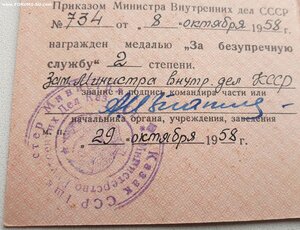 Приказом Министра Внутренних дел СССР
№ 734 от „ 8 " октября 1958 г.
награжден медалью „За безупречную
службу" 2 степени.
Зам Министра внутр. дел КССР
звание и подпись командира части или
начальника органа, учреждения, заведения
„ 29 " октября 1958 г.